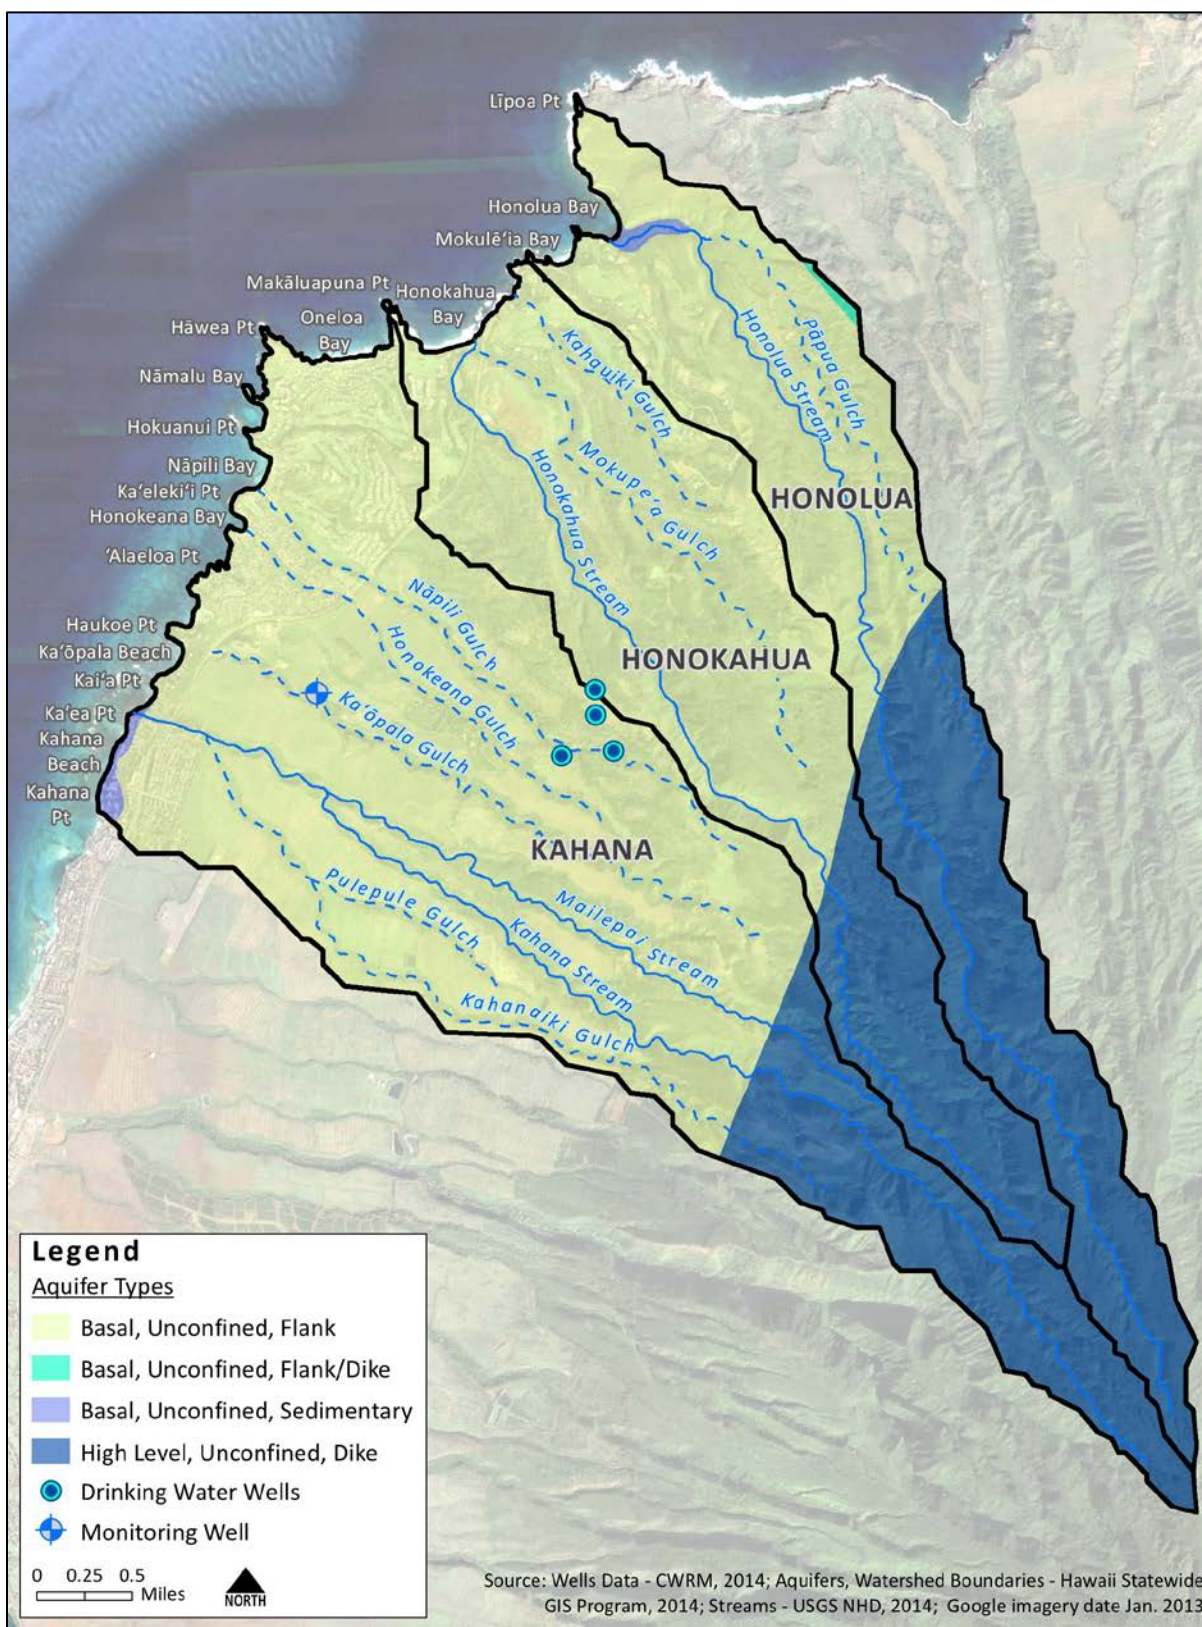 Līpoa Pt
Honolua Bay
Mokulē‘ia Bay
Makāluapuna Pt
Honokahua
Bay
Oneloa
Bay
Hāwea Pt
Nāmalu Bay
Hokuanui Pt
Nāpili Bay
Ka‘eleki‘i Pt
Honokeana Bay
‘Alaeloa Pt
Haukoe Pt
Ka‘ōpala Beach
Kai‘a Pt
Ka‘ea Pt
Kahana
Beach
Kahana
Pt
Pāpua Gulch
Honolua Stream
Kahauiki Gulch
Mokupe‘a Gulch
Honokahua Stream
HONOLUA
Nāpili Gulch
Honokeana Gulch
Ka‘ōpala Gulch
HONOKAHUA
KAHANA
Mailepai Stream
Kahana Stream
Pulepule Gulch
Kahanaiki Gulch
Legend
Aquifer Types
Basal, Unconfined, Flank
Basal, Unconfined, Flank/Dike
Basal, Unconfined, Sedimentary
High Level, Unconfined, Dike
Drinking Water Wells
Monitoring Well
0 0.25 0.5
Miles
NORTH
Source: Wells Data - CWRM, 2014; Aquifers, Watershed Boundaries - Hawaii Statewide
GIS Program, 2014; Streams - USGS NHD, 2014; Google imagery date Jan. 2013